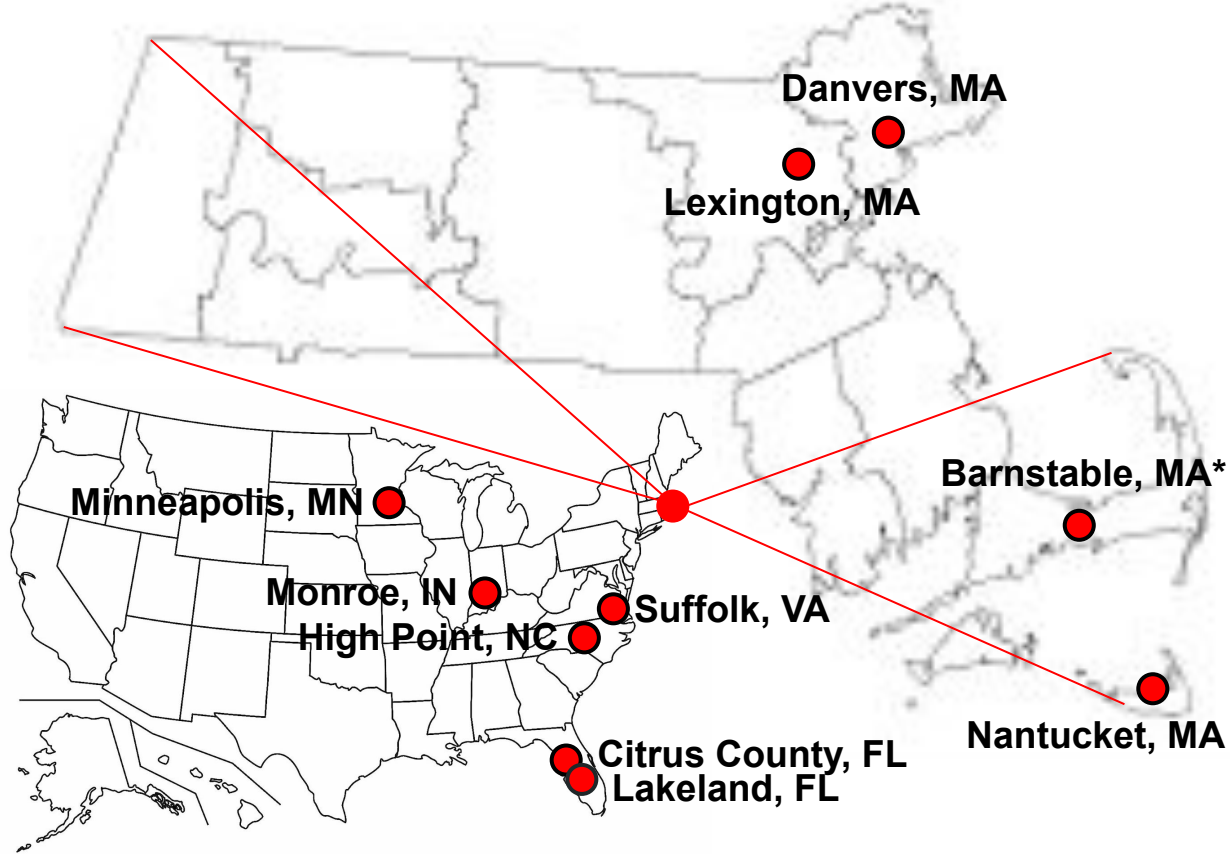 Danvers, MA
Lexington, MA
Barnstable, MA*
Minneapolis, MN
Monroe, IN
Suffolk, VA
High Point, NC
Nantucket, MA
Citrus County, FL
Lakeland, FL